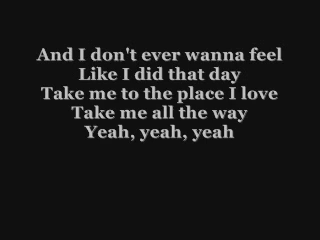 And I don't ever wanna feel
Like I did that day
Take me to the place I love
Take me all the way
Yeah, yeah, yeah